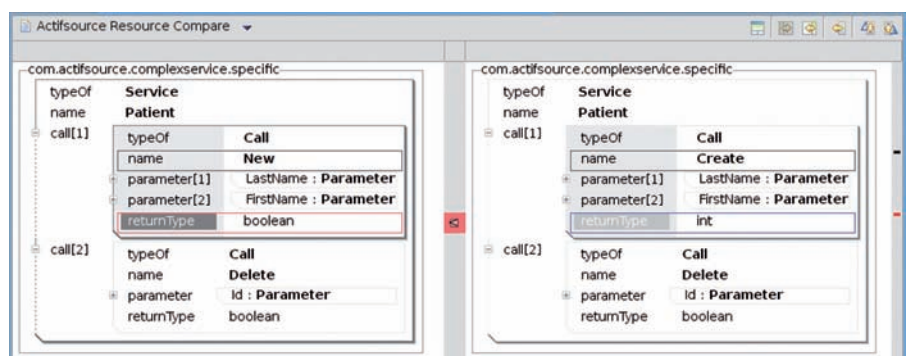 Actifsource Resource Compare
com.actifsource.complexservice.specific
typeOf Service
name Patient
call[1]
typeOf Call
name New
parameter[1] LastName : Parameter
parameter[2] FirstName : Parameter
returnType boolean
call[2]
typeOf Call
name Delete
parameter Id : Parameter
returnType boolean
com.actifsource.complexservice.specific
typeOf Service
name Patient
call[1]
typeOf Call
name Create
parameter[1] LastName : Parameter
parameter[2] FirstName : Parameter
returnType int
call[2]
typeOf Call
name Delete
parameter Id : Parameter
returnType boolean